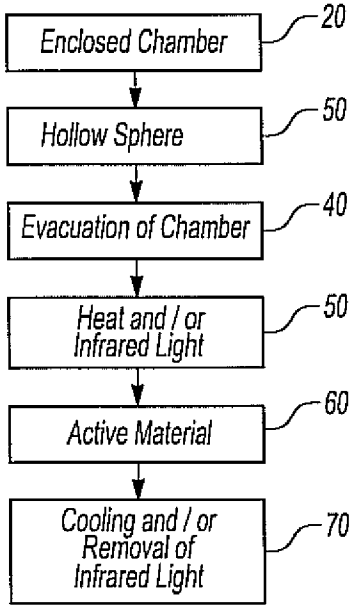 Enclosed Chamber
20
Hollow Sphere
50
Evacuation of Chamber
40
Heat and / or
Infrared Light
50
Active Material
60
Cooling and / or
Removal of
Infrared Light
70